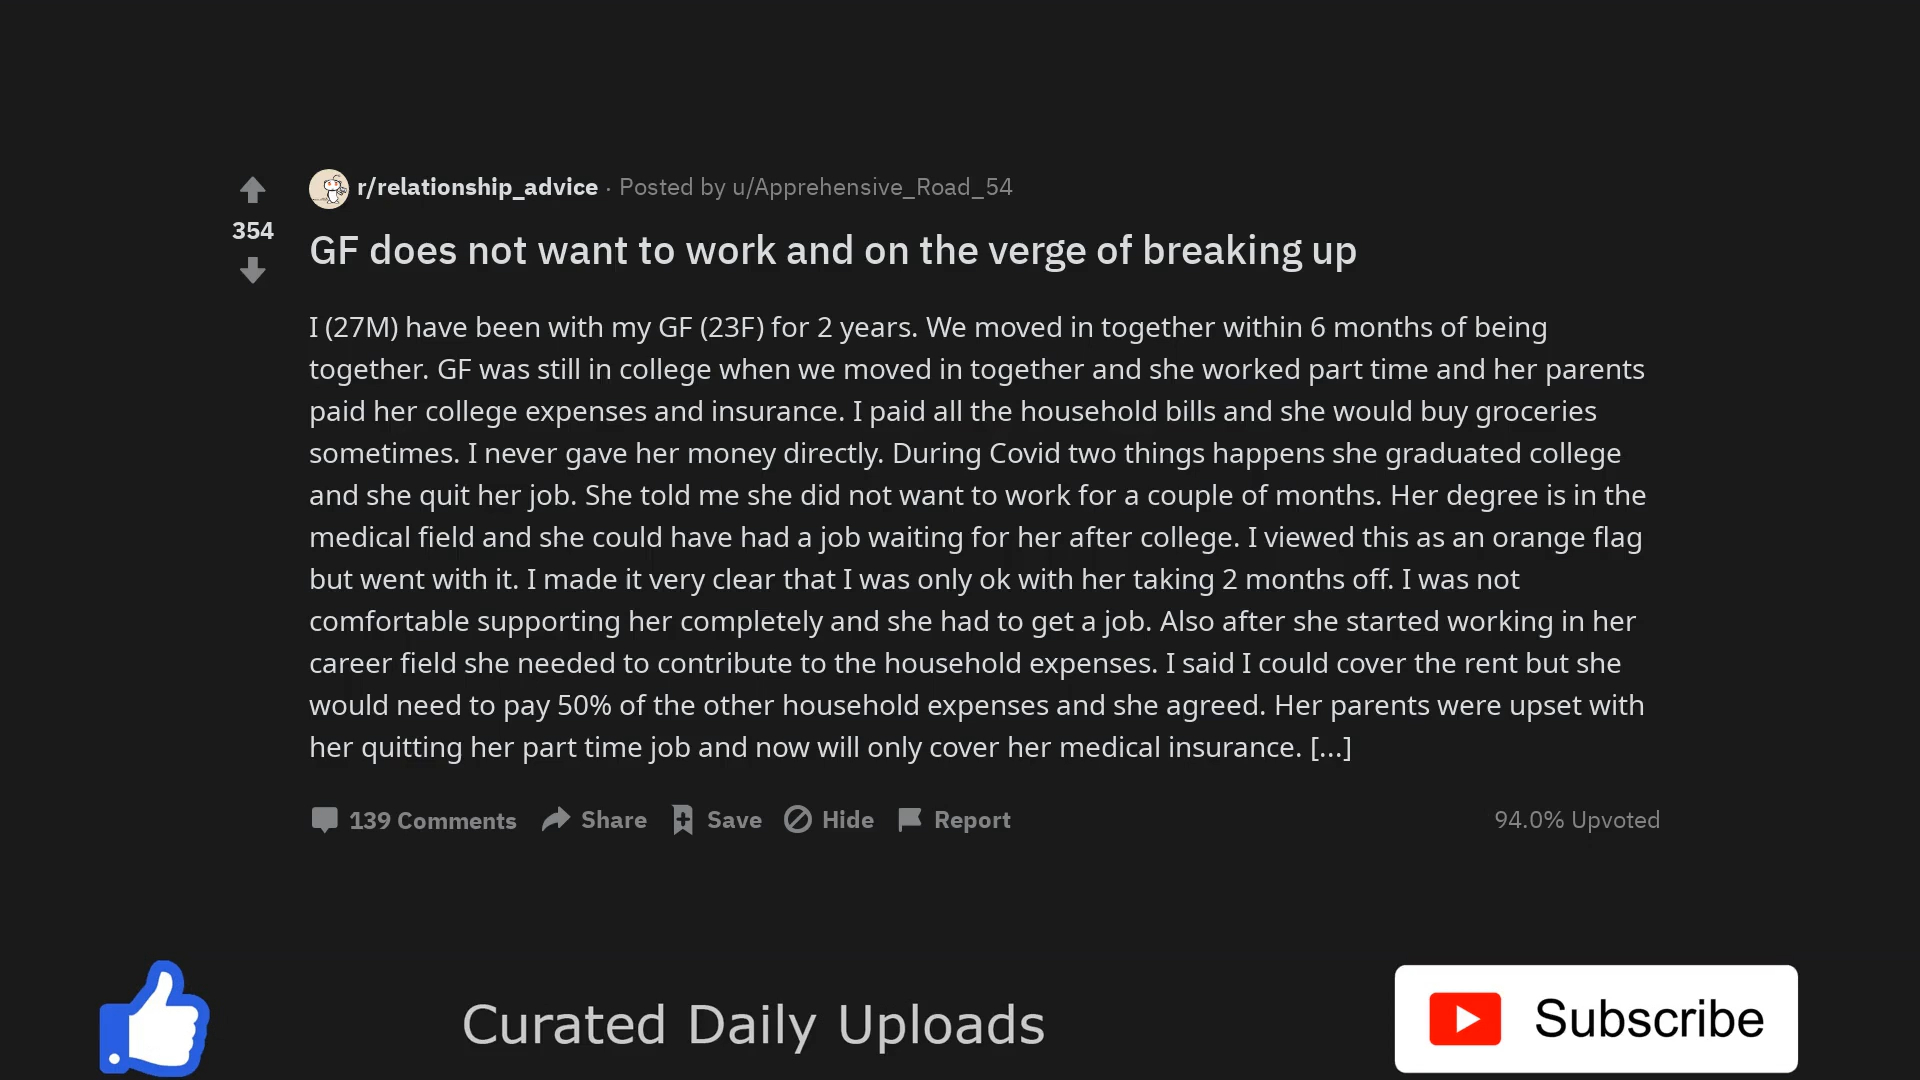 r/relationship_advice · Posted by u/Apprehensive_Road_54
354
GF does not want to work and on the verge of breaking up
I (27M) have been with my GF (23F) for 2 years. We moved in together within 6 months of being
together. GF was still in college when we moved in together and she worked part time and her parents
paid her college expenses and insurance. I paid all the household bills and she would buy groceries
sometimes. I never gave her money directly. During Covid two things happens she graduated college
and she quit her job. She told me she did not want to work for a couple of months. Her degree is in the
medical field and she could have had a job waiting for her after college. I viewed this as an orange flag
but went with it. I made it very clear that I was only ok with her taking 2 months off. I was not
comfortable supporting her completely and she had to get a job. Also after she started working in her
career field she needed to contribute to the household expenses. I said I could cover the rent but she
would need to pay 50% of the other household expenses and she agreed. Her parents were upset with
her quitting her part time job and now will only cover her medical insurance. [...]
139 Comments Share Save Hide Report 94.0% Upvoted
Curated Daily Uploads
Subscribe